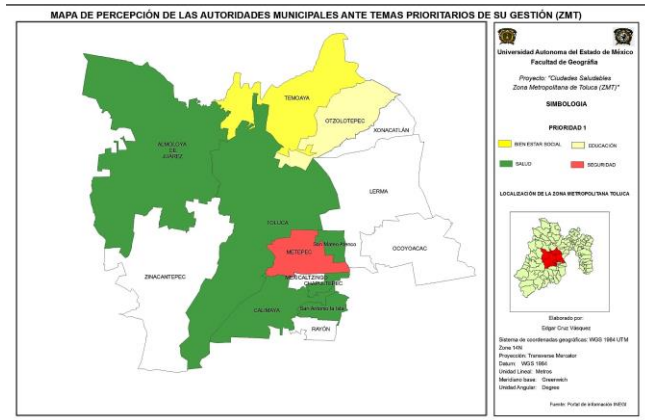 MAPA DE PERCEPCIÓN DE LAS AUTORIDADES MUNICIPALES ANTE TEMAS PRIORITARIOS DE SU GESTIÓN (ZMT)
TEMOAYA
OTZOLOTEPEC
XONACATLÁN
ALMOLOYA
DE
JUÁREZ
LERMA
TOLUCA
San Mateo Atenco
METEPEC
OCOYOACAC
ZINACANTEPEC
MEXICALTZINGO
CHAPULTEPEC
CALIMAYA
San Antonio la Isla
RAYÓN
Universidad Autonoma del Estado de México
Facultad de Geografía
Proyecto: "Ciudades Saludables
Zona Metropolitana de Toluca (ZMT)"
SIMBOLOGIA
PRIORIDAD 1
BIEN ESTAR SOCIAL
EDUCACIÓN
SALUD
SEGURIDAD
LOCALIZACIÓN DE LA ZONA METROPOLITANA TOLUCA
Elaborado por:
Edgar Cruz Vásquez
Sistema de coordenadas geográficas: WGS 1984 UTM
Zone 14N
Proyección: Transverse Mercator
Datum: WGS 1984
Unidad Lineal: Metros
Meridiano base: Greenwich
Unidad Angular: Degree
Fuente: Portal de información INEGI